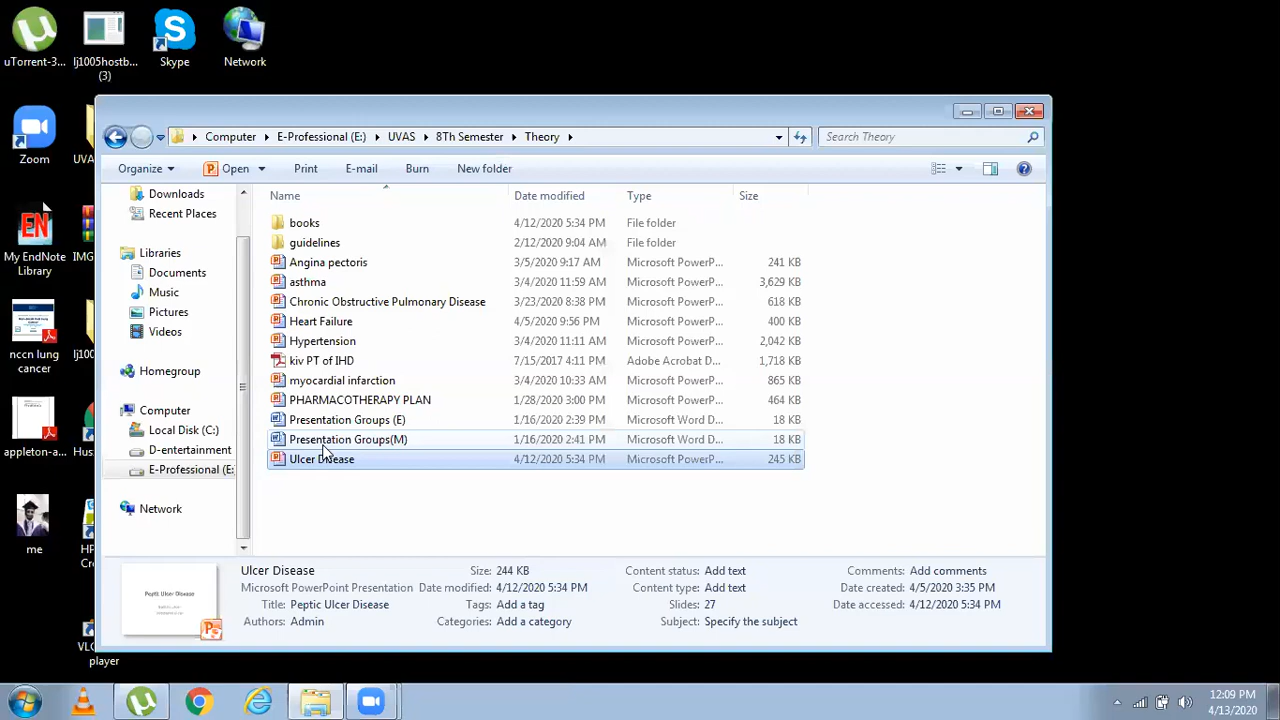 uTorrent-3...
lj1005hostb...
(3)
Skype
Network
Zoom
UVA
EN
My EndNote
Library
IMG
nccn lung
cancer
lj100
appleton-a...
me
HP
Cr
VLC
player
Computer
E-Professional (E:)
UVAS
8Th Semester
Theory
Search Theory
Organize
Open
Print
E-mail
Burn
New folder
Downloads
Recent Places
Libraries
Documents
Music
Pictures
Videos
Homegroup
Computer
Local Disk (C:)
D-entertainment
E-Professional (E:
Network
Name Date modified Type Size
books 4/12/2020 5:34 PM File folder
guidelines 2/12/2020 9:04 AM File folder
Angina pectoris 3/5/2020 9:17 AM Microsoft PowerP... 241 KB
asthma 3/4/2020 11:59 AM Microsoft PowerP... 3,629 KB
Chronic Obstructive Pulmonary Disease 3/23/2020 8:38 PM Microsoft PowerP... 618 KB
Heart Failure 4/5/2020 9:56 PM Microsoft PowerP... 400 KB
Hypertension 3/4/2020 11:11 AM Microsoft PowerP... 2,042 KB
kiv PT of IHD 7/15/2017 4:11 PM Adobe Acrobat D... 1,718 KB
myocardial infarction 3/4/2020 10:33 AM Microsoft PowerP... 865 KB
PHARMACOTHERAPY PLAN 1/28/2020 3:00 PM Microsoft PowerP... 464 KB
Presentation Groups (E) 1/16/2020 2:39 PM Microsoft Word D... 18 KB
Presentation Groups(M) 1/16/2020 2:41 PM Microsoft Word D... 18 KB
Ulcer Disease 4/12/2020 5:34 PM Microsoft PowerP... 245 KB
Peptic Ulcer Disease
Ulcer Disease Size: 244 KB Content status: Add text Comments: Add comments
Microsoft PowerPoint Presentation Date modified: 4/12/2020 5:34 PM Content type: Add text Date created: 4/5/2020 3:35 PM
Title: Peptic Ulcer Disease Tags: Add a tag Slides: 27 Date accessed: 4/12/2020 5:34 PM
Authors: Admin Categories: Add a category Subject: Specify the subject
12:09 PM
4/13/2020